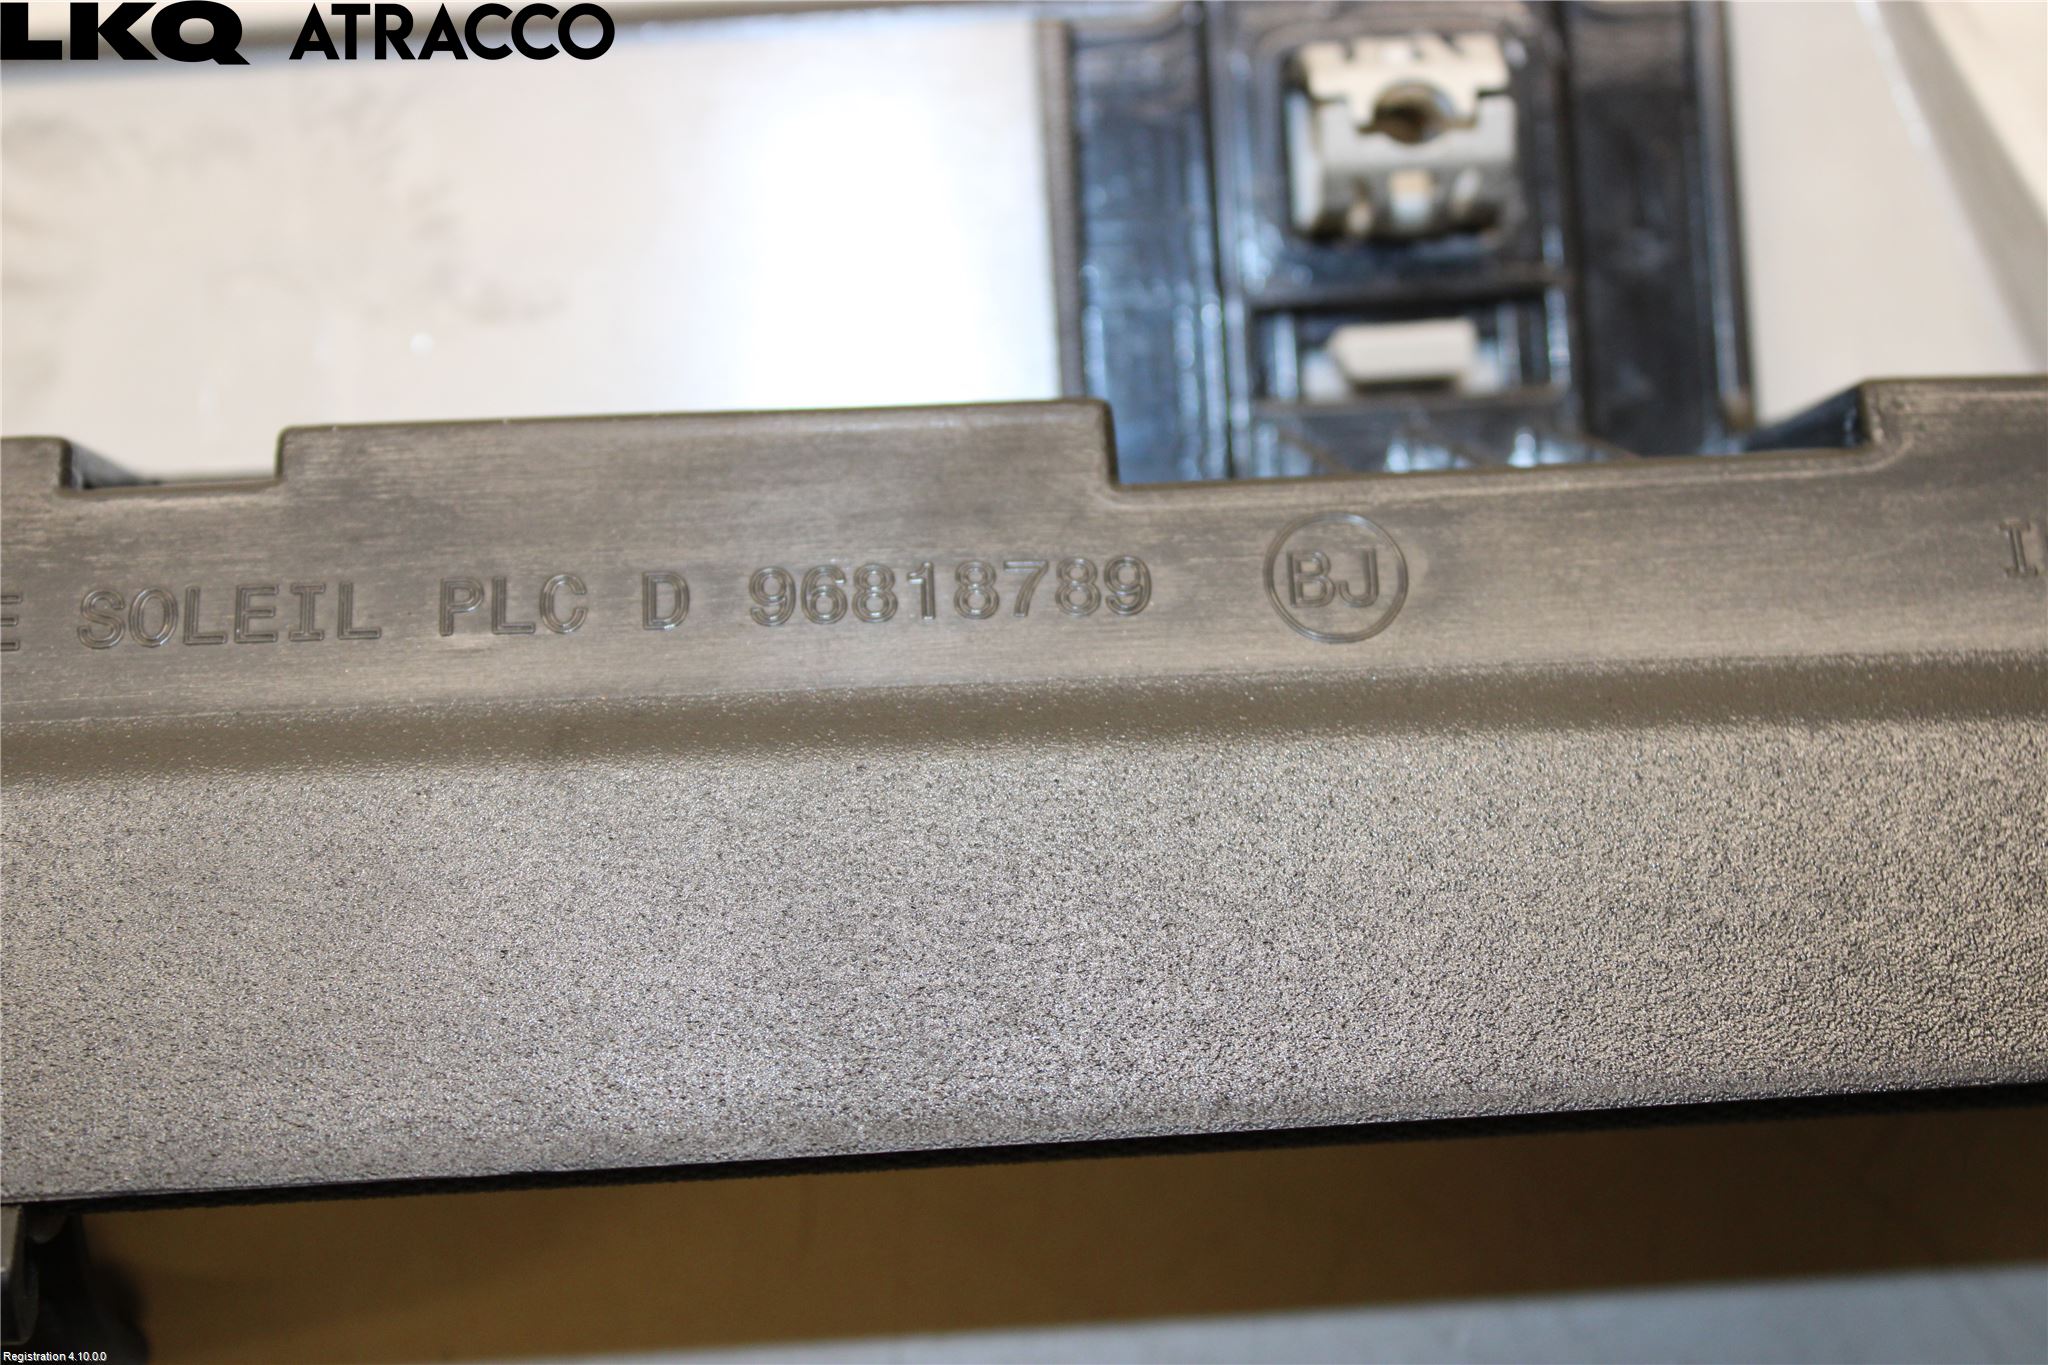 LKQ ATRACCO
E SOLEIL PLC D 96818789 BJ I
Registration 4.10.0.0